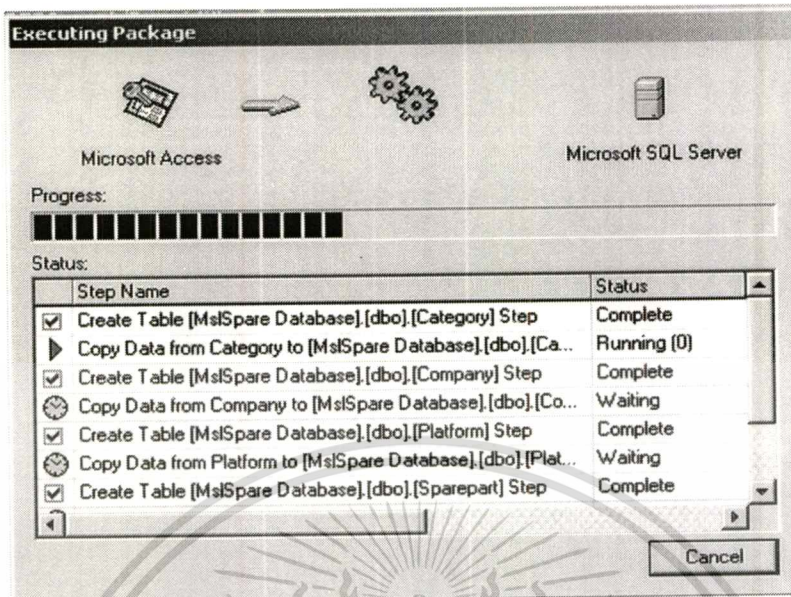 Executing Package
Microsoft Access
Microsoft SQL Server
Progress:
Status:
Step Name Status
Create Table [MslSpare Database].[dbo].[Category] Step Complete
Copy Data from Category to [MslSpare Database].[dbo].[Ca... Running (0)
Create Table [MslSpare Database].[dbo].[Company] Step Complete
Copy Data from Company to [MslSpare Database].[dbo].[Co... Waiting
Create Table [MslSpare Database].[dbo].[Platform] Step Complete
Copy Data from Platform to [MslSpare Database].[dbo].[Plat... Waiting
Create Table [MslSpare Database].[dbo].[Sparepart] Step Complete
Cancel